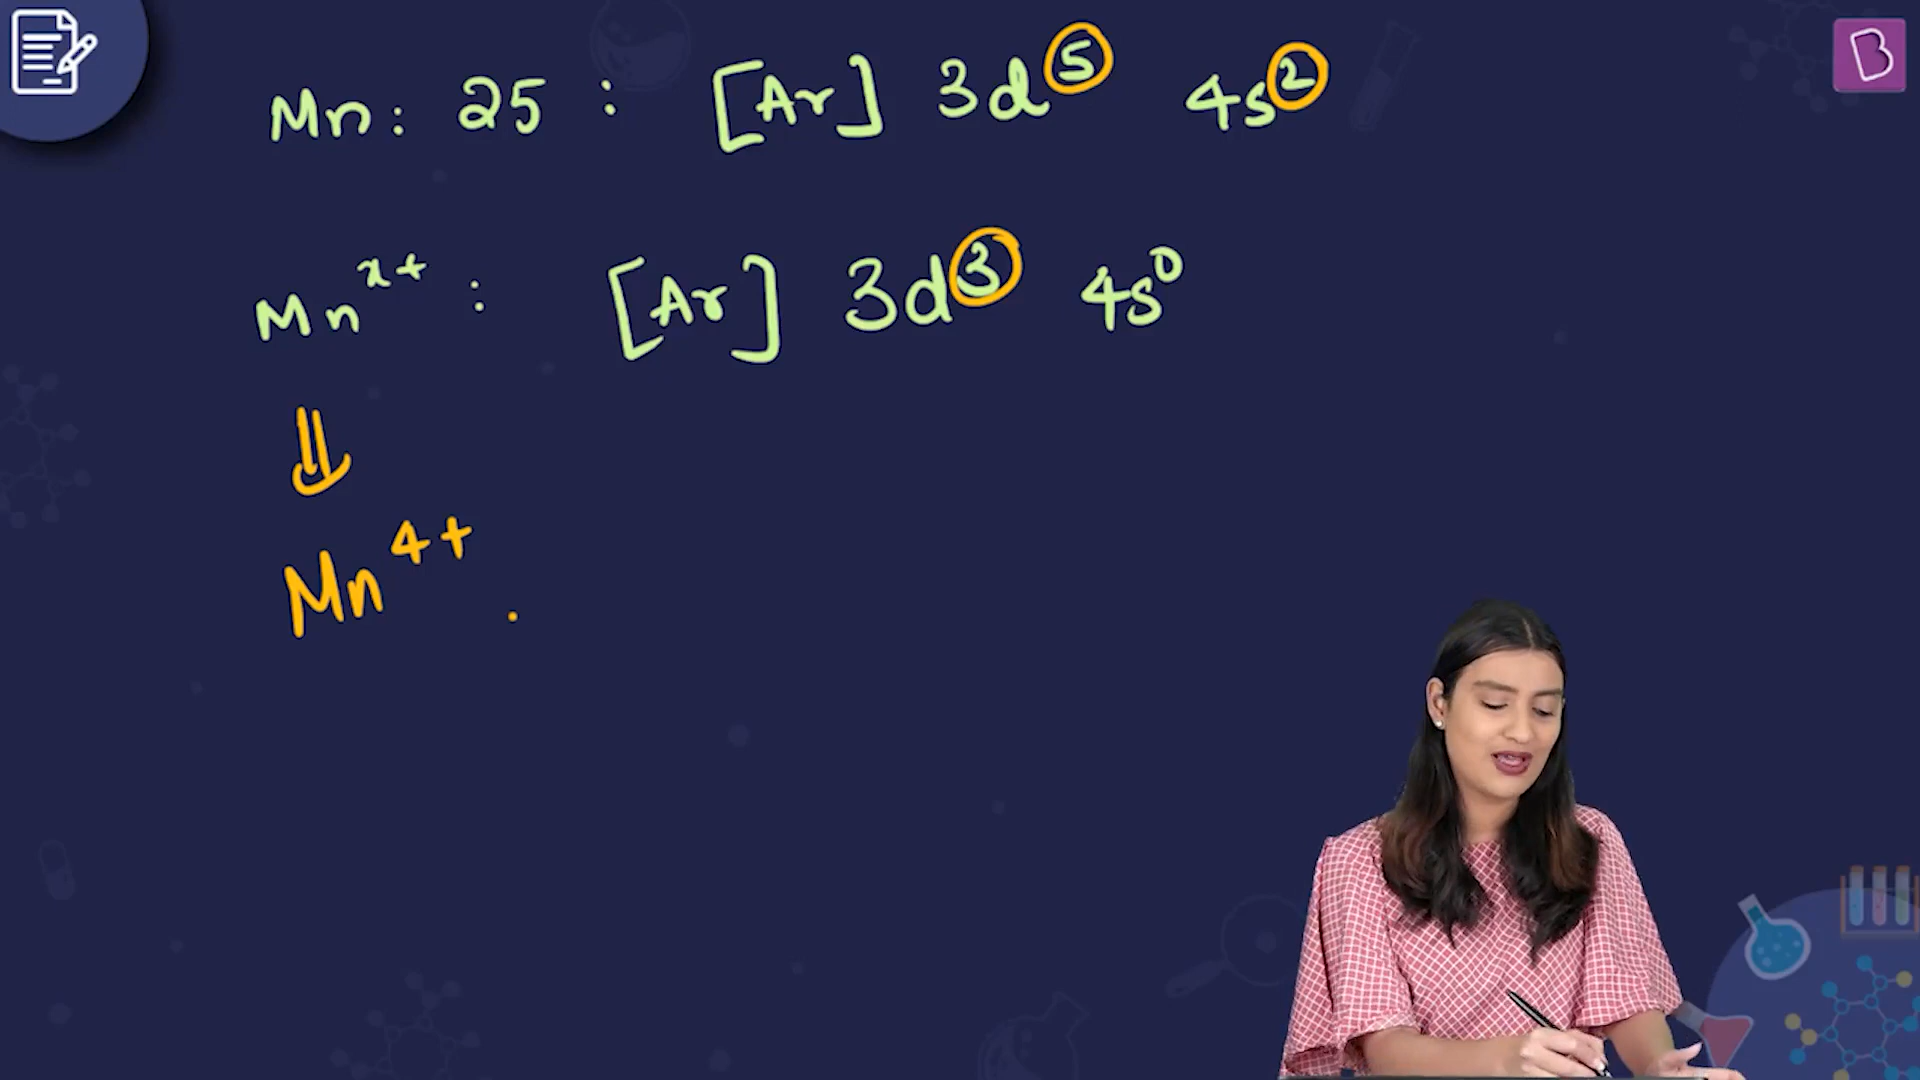 Mn: 25 : [Ar] 3d⁵ 4s²
Mnˣ⁺ : [Ar] 3d³ 4s⁰
Mn⁴⁺
B